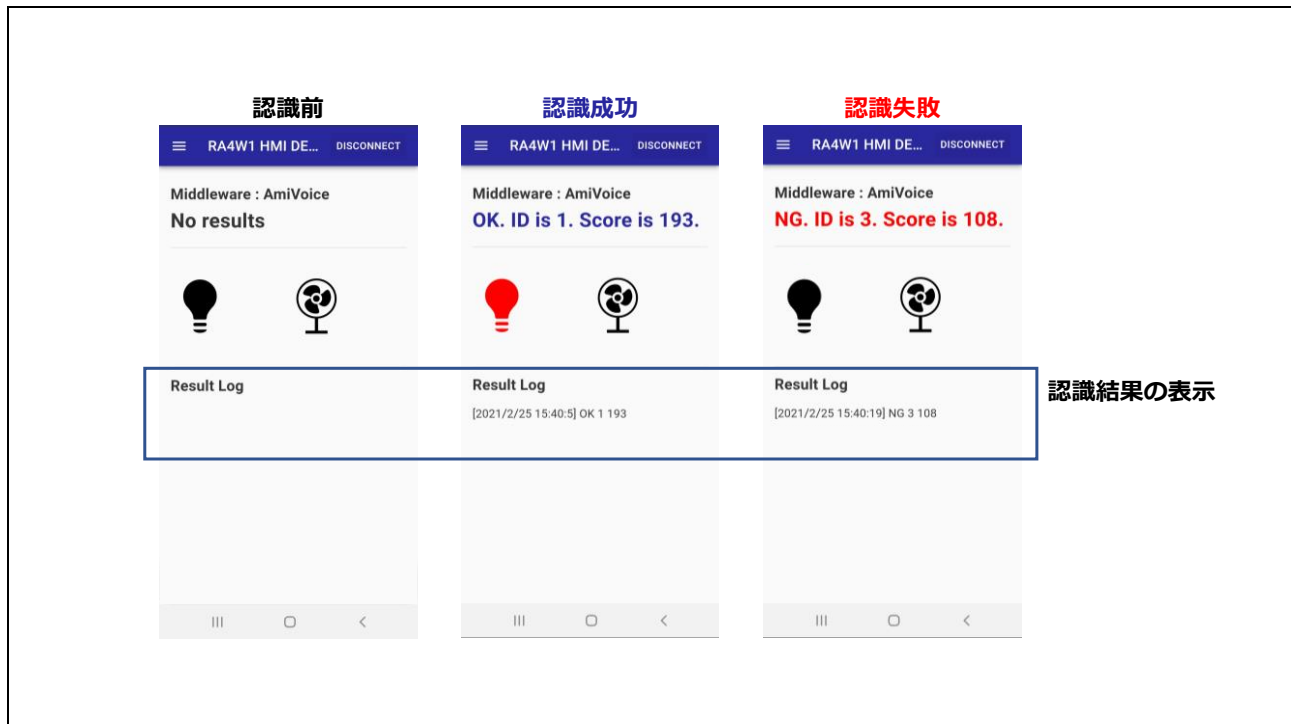 認識前
RA4W1 HMI DE... DISCONNECT
Middleware : AmiVoice
No results
Result Log
認識成功
RA4W1 HMI DE... DISCONNECT
Middleware : AmiVoice
OK. ID is 1. Score is 193.
Result Log
[2021/2/25 15:40:5] OK 1 193
認識失敗
RA4W1 HMI DE... DISCONNECT
Middleware : AmiVoice
NG. ID is 3. Score is 108.
Result Log
[2021/2/25 15:40:19] NG 3 108
認識結果の表示